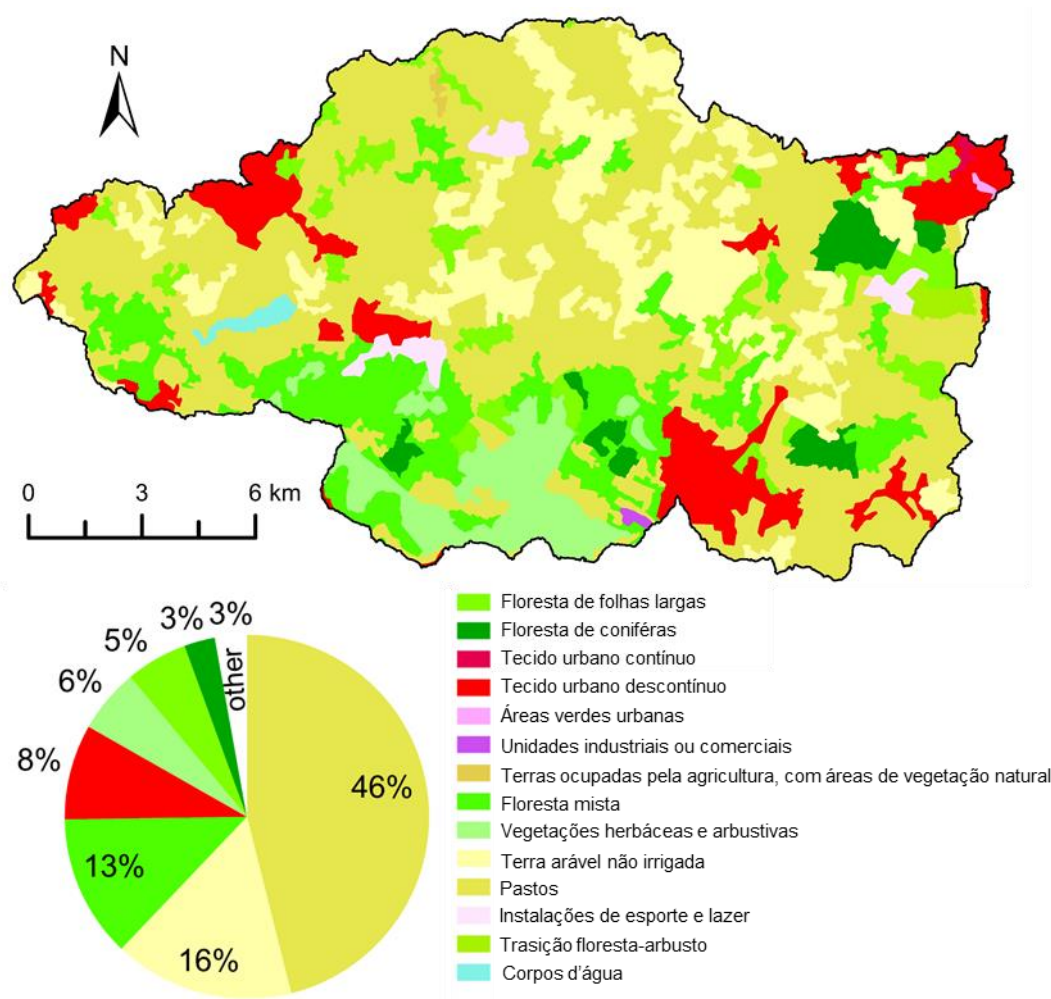 N
0 3 6 km
3% 3%
5%
6%
other
8%
46%
13%
16%
Floresta de folhas largas
Floresta de coniféras
Tecido urbano contínuo
Tecido urbano descontínuo
Áreas verdes urbanas
Unidades industriais ou comerciais
Terras ocupadas pela agricultura, com áreas de vegetação natural
Floresta mista
Vegetações herbáceas e arbustivas
Terra arável não irrigada
Pastos
Instalações de esporte e lazer
Trasição floresta-arbusto
Corpos d'água